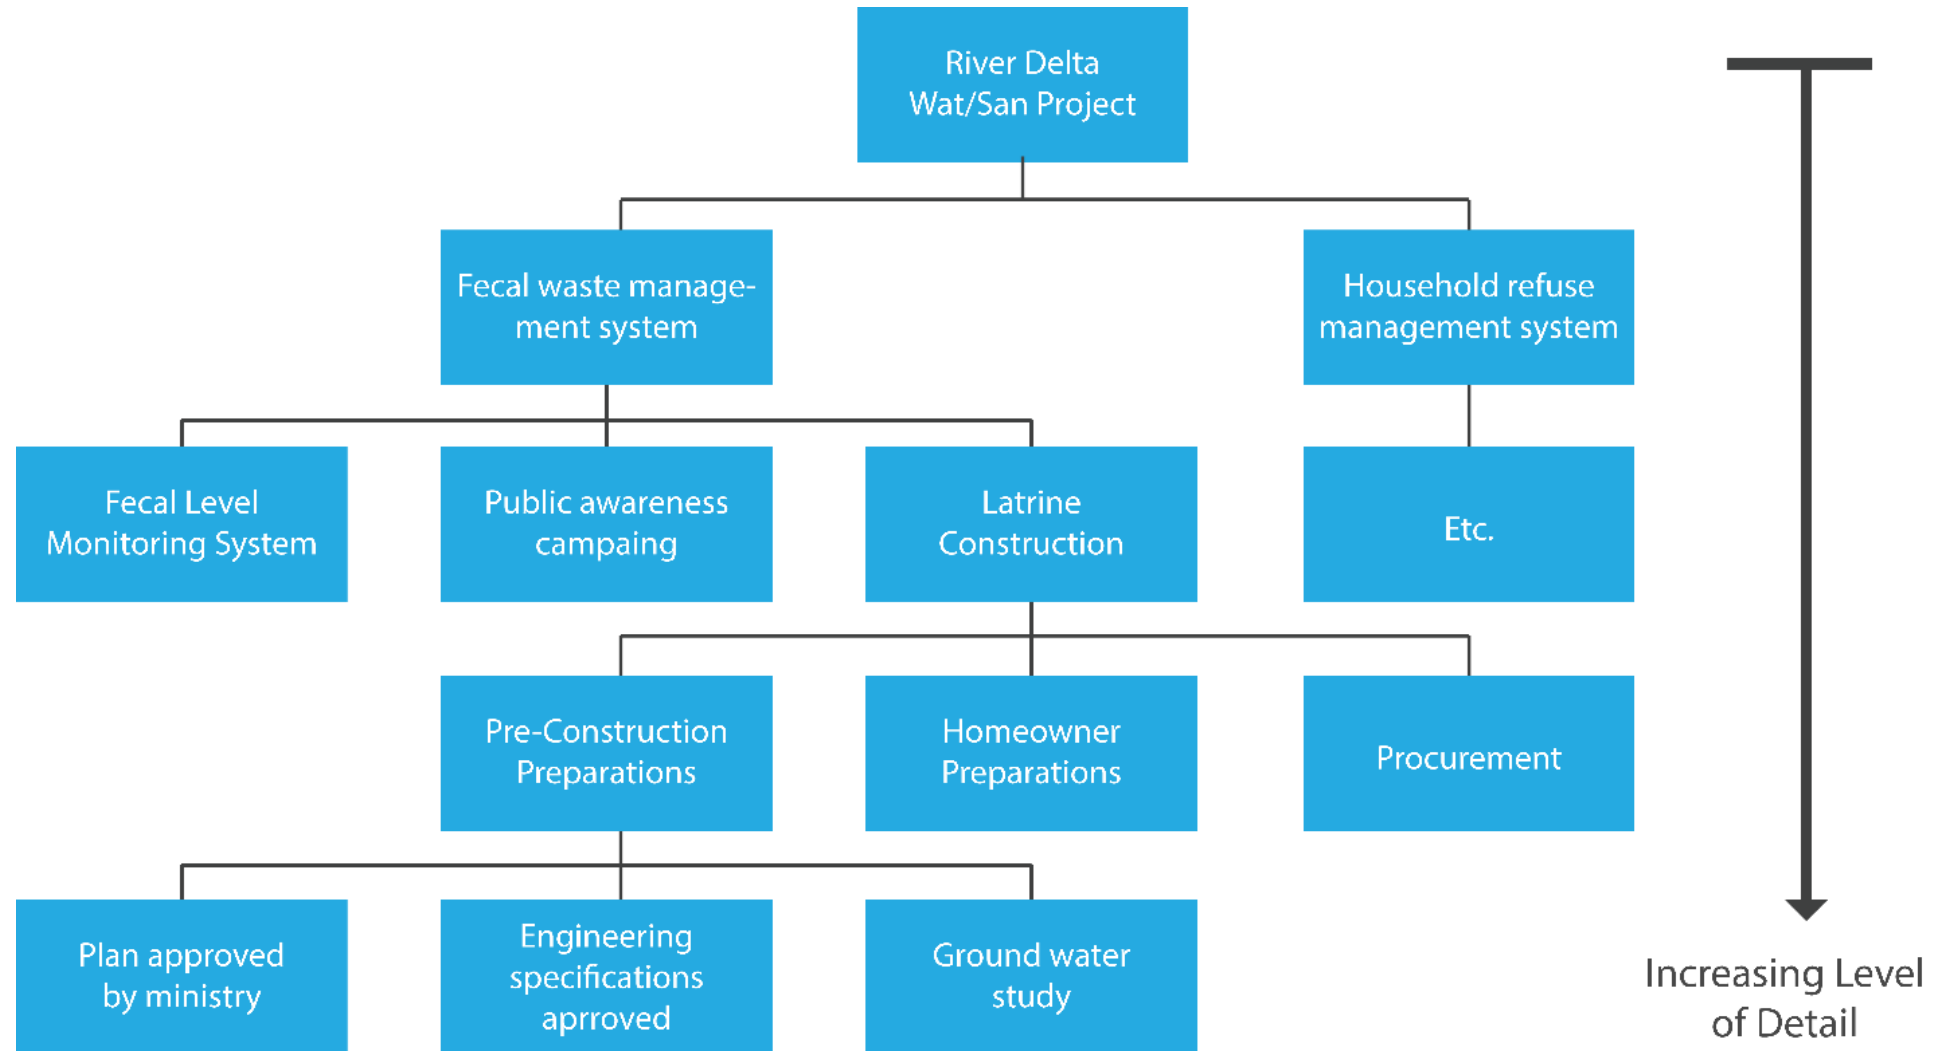 River Delta
Wat/San Project
Fecal waste manage-
ment system
Household refuse
management system
Fecal Level
Monitoring System
Public awareness
campaing
Latrine
Construction
Etc.
Pre-Construction
Preparations
Homeowner
Preparations
Procurement
Plan approved
by ministry
Engineering
specifications
aprroved
Ground water
study
Increasing Level
of Detail